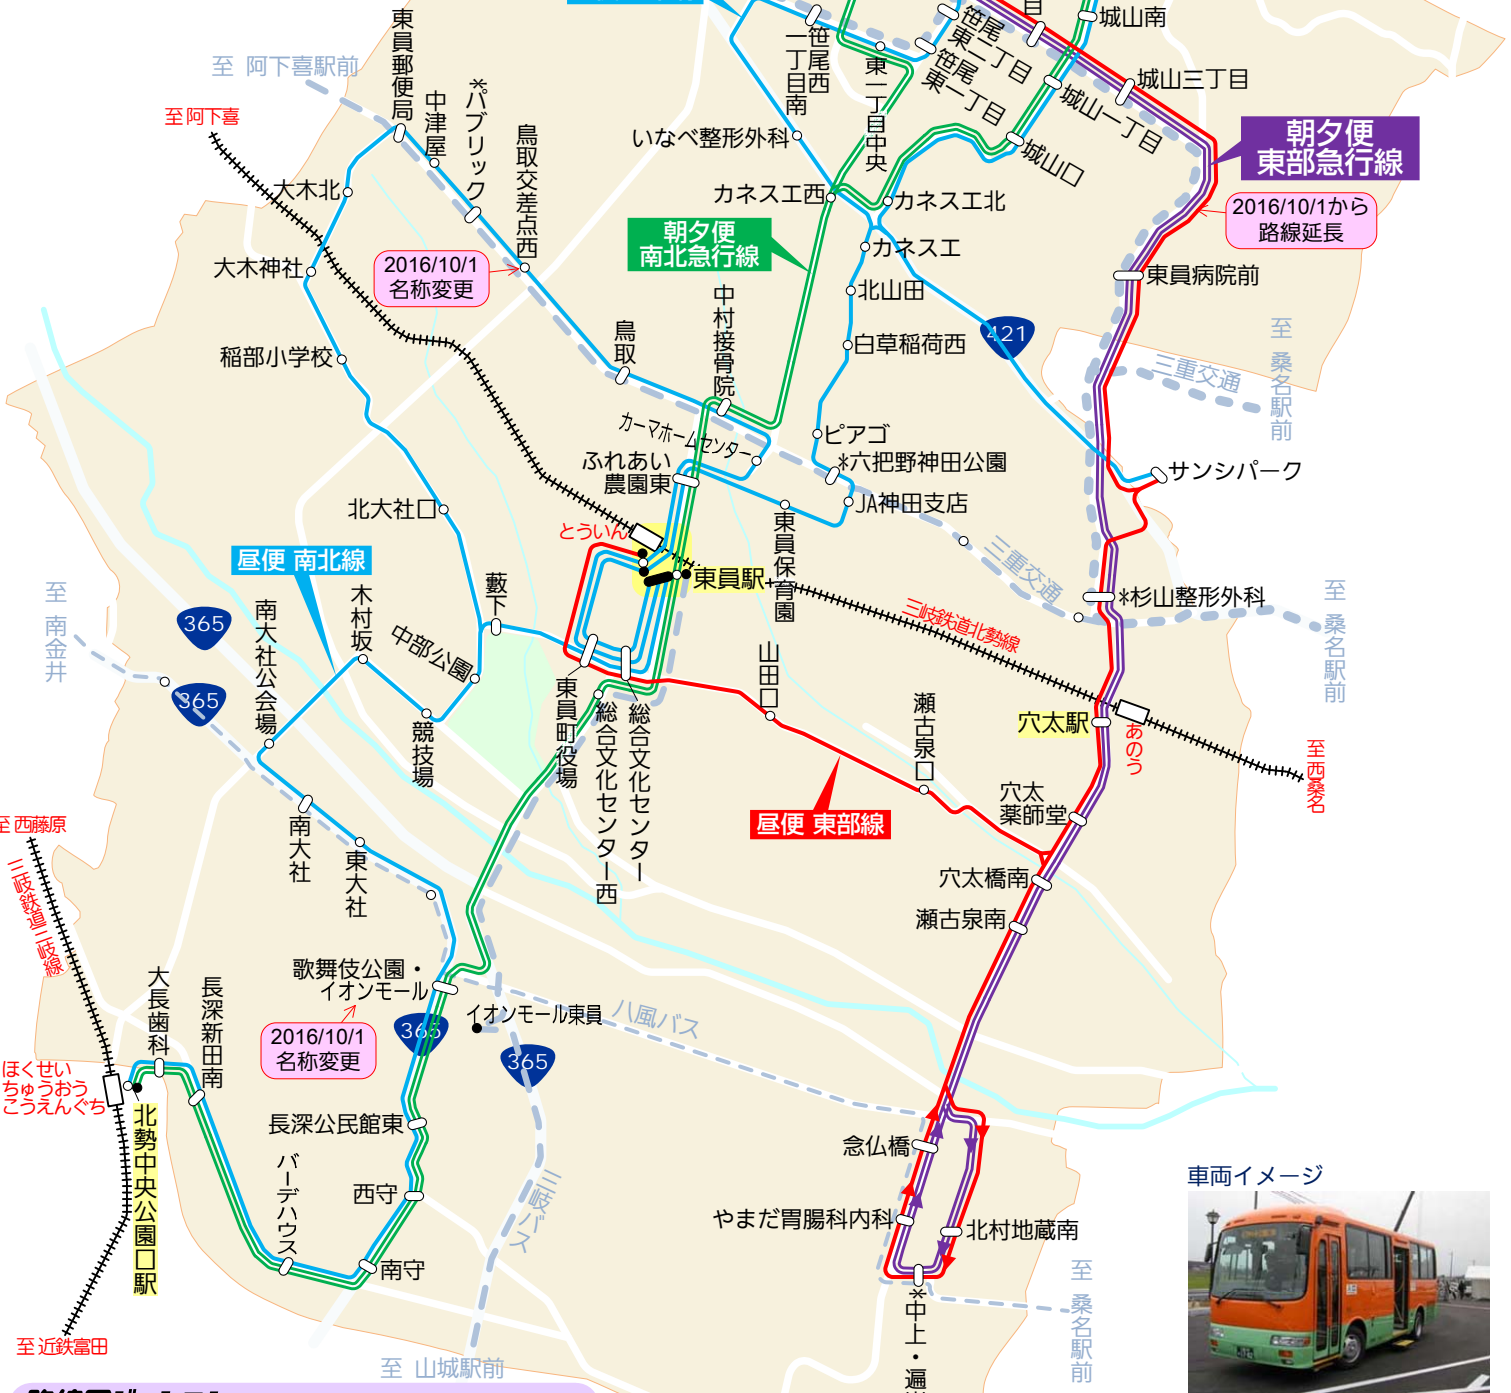 東員郵便局
中津屋
*パブリック
鳥取交差点西
至 阿下喜駅前
至 阿下喜
大木北
大木神社
2016/10/1
名称変更
稲部小学校
鳥取
中村接骨院
笹尾西
一丁目南
東一丁目中央
笹尾
東二丁目
笹尾
東一丁目
目
城山南
城山三丁目
城山一丁目
城山口
いなべ整形外科
カネスエ西
カネスエ北
カネスエ
朝夕便
南北急行線
朝夕便
東部急行線
2016/10/1から
路線延長
東員病院前
北山田
白草稲荷西
421
三重交通
至 桑名駅前
ピアゴ
*六把野神田公園
JA神田支店
サンシパーク
カーマホームセンター
ふれあい
農園東
北大社口
とういん
東員駅
東員保育園
三重交通
*杉山整形外科
至 桑名駅前
三岐鉄道北勢線
昼便 南北線
至 南金井
365
365
南大社公会場
木村坂
中部公園
藪下
競技場
東員町役場
総合文化センター西
総合文化センター
山田口
瀬古泉口
穴太駅
あのう
至 西桑名
昼便 東部線
穴太
薬師堂
穴太橋南
瀬古泉南
至 西藤原
三岐鉄道三岐線
南大社
東大社
歌舞伎公園・
イオンモール
2016/10/1
名称変更
365
イオンモール東員
365
八風バス
大長歯科
長深新田南
ほくせい
ちゅうおう
こうえんぐち
北勢中央公園口駅
長深公民館東
バーデハウス
西守
南守
三岐バス
至 近鉄富田
至 山城駅前
念仏橋
やまだ胃腸科内科
北村地蔵南
*中上・遍
至 桑名駅前
車両イメージ